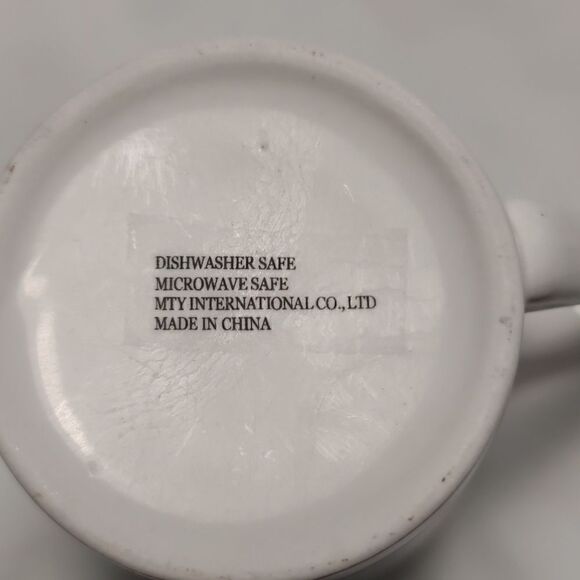 DISHWASHER SAFE
MICROWAVE SAFE
MTY INTERNATIONAL CO.,LTD
MADE IN CHINA